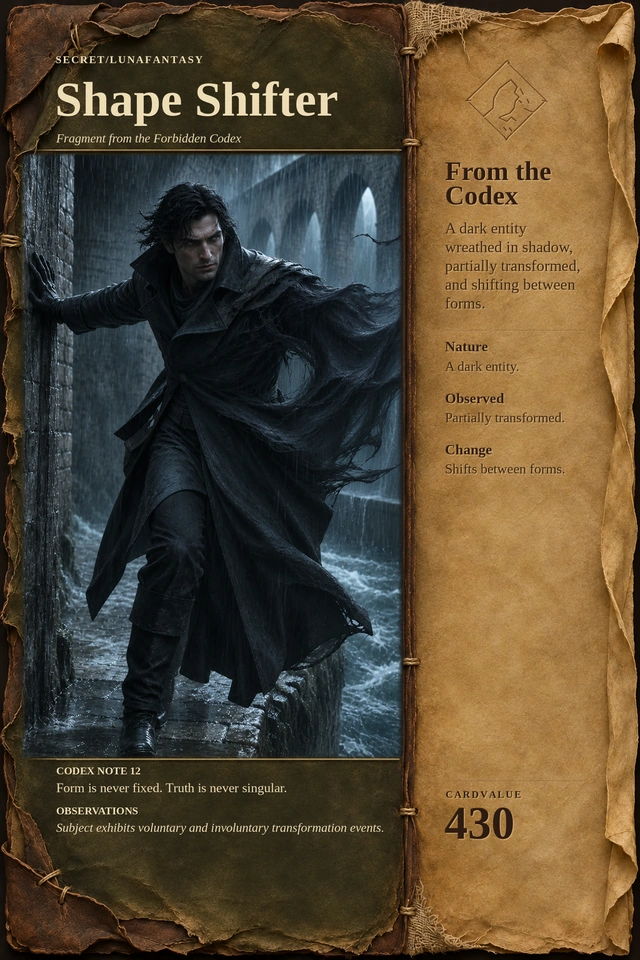 SECRET/LUNAFANTASY
Shape Shifter
Fragment from the Forbidden Codex
CODEX NOTE 12
Form is never fixed. Truth is never singular.
OBSERVATIONS
Subject exhibits voluntary and involuntary transformation events.
From the
Codex
A dark entity
wreathed in shadow,
partially transformed,
and shifting between
forms.
Nature
A dark entity.
Observed
Partially transformed.
Change
Shifts between forms.
CARDVALUE
430